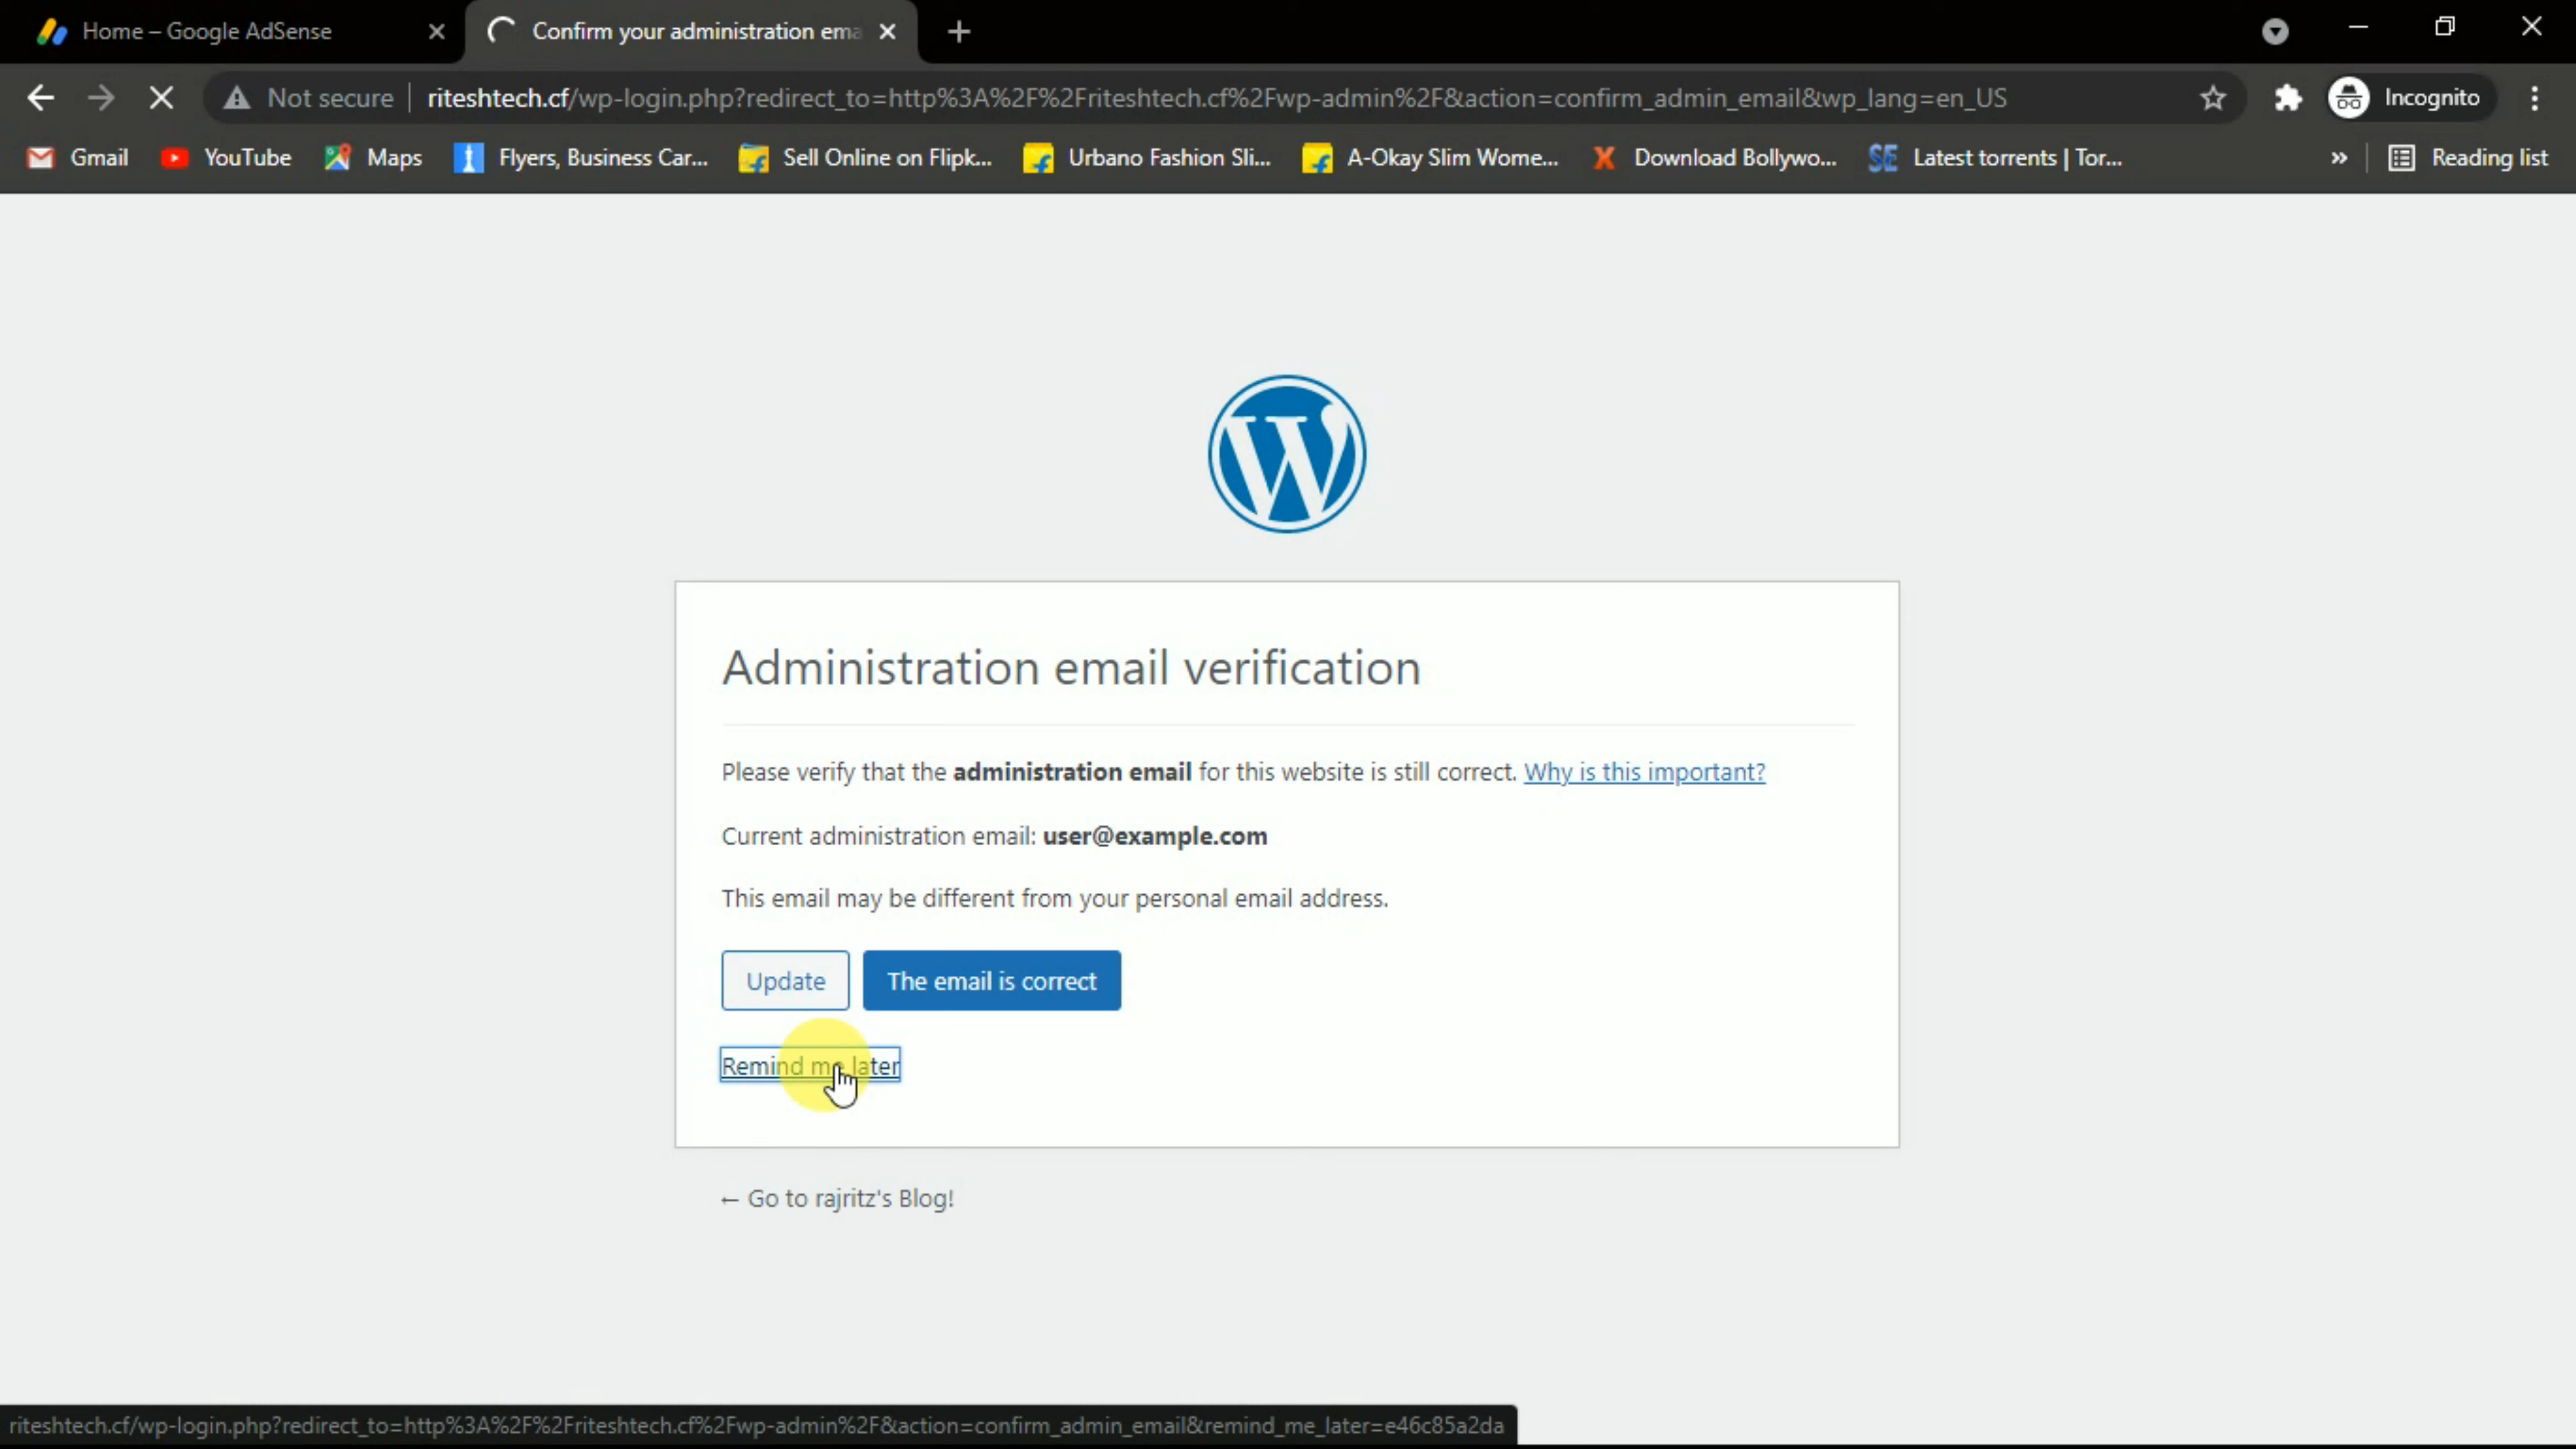 Home – Google AdSense
Confirm your administration ema
Not secure
riteshtech.cf/wp-login.php?redirect_to=http%3A%2F%2Friteshtech.cf%2Fwp-admin%2F&action=confirm_admin_email&wp_lang=en_US
Incognito
Gmail
YouTube
Maps
Flyers, Business Car...
Sell Online on Flipk...
Urbano Fashion Sli...
A-Okay Slim Wome...
Download Bollywo...
Latest torrents | Tor...
»
Reading list
Administration email verification
Please verify that the administration email for this website is still correct. Why is this important?
Current administration email: user@example.com
This email may be different from your personal email address.
Update
The email is correct
Remind me later
← Go to rajritz's Blog!
riteshtech.cf/wp-login.php?redirect_to=http%3A%2F%2Friteshtech.cf%2Fwp-admin%2F&action=confirm_admin_email&remind_me_later=e46c85a2da